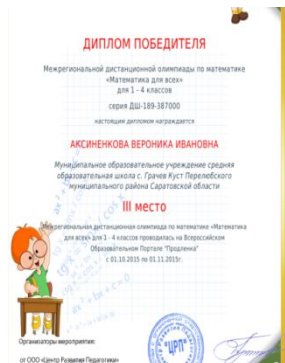 ДИПЛОМ ПОБЕДИТЕЛЯ
Межрегиональной дистанционной олимпиады по математике
«Математика для всех»
для 1 – 4 классов
серия ДШ-189-387000
настоящим дипломом награждается
АКСИНЕНКОВА ВЕРОНИКА ИВАНОВНА
Муниципальное образовательное учреждение средняя
образовательная школа с. Грачев Куст Перелюбского
муниципального района Саратовской области
III место
Межрегиональная дистанционная олимпиада по математике «Математика
для всех» для 1 – 4 классов проводилась на Всероссийском
Образовательном Портале "Продленка"
с 01.10.2015 по 01.11.2015г.
Организаторы мероприятия:
"ЦРП"
от ООО «Центр Развития Педагогики»